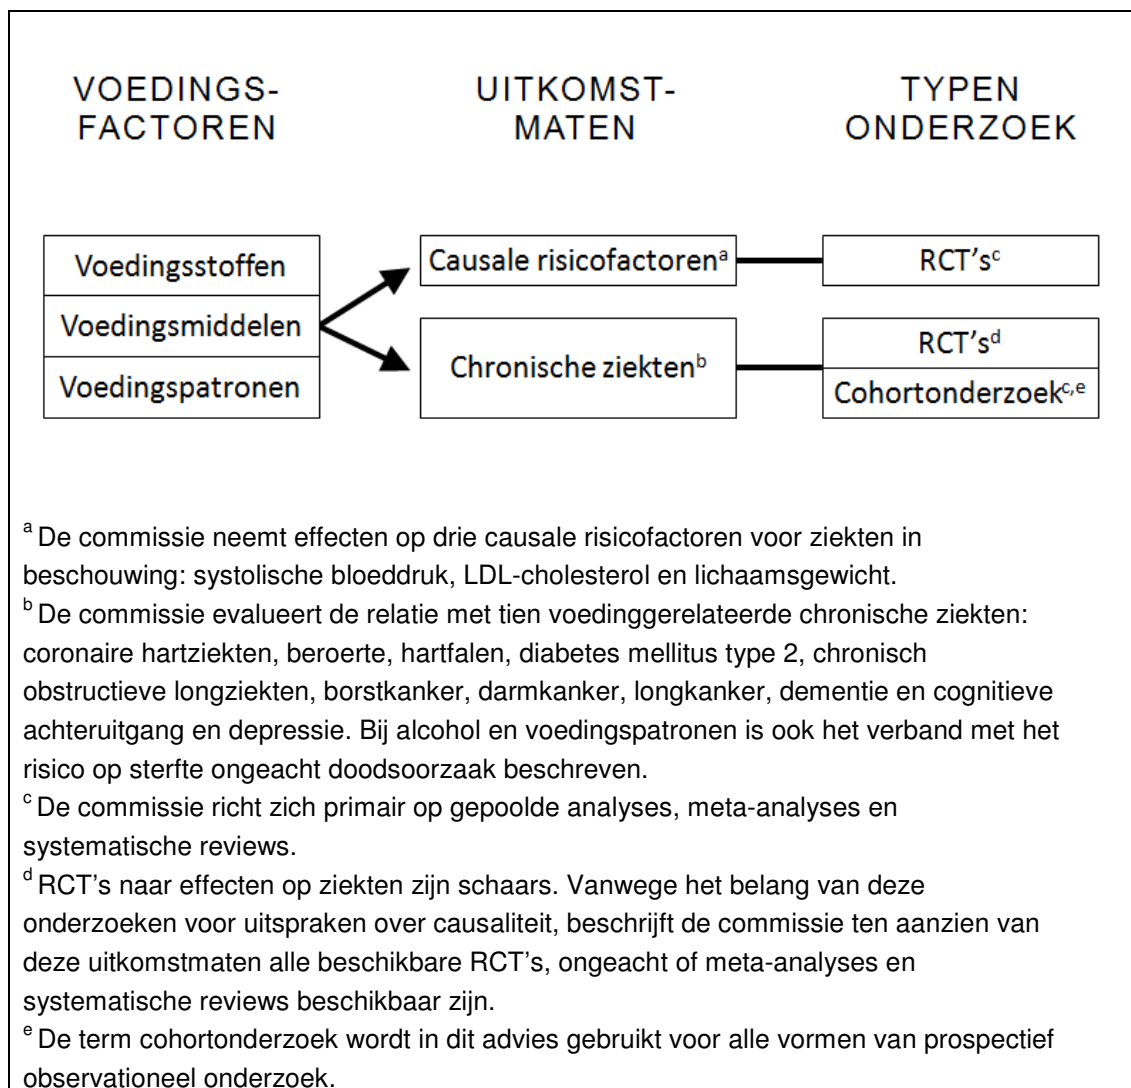 VOEDINGS-
FACTOREN
UITKOMST-
MATEN
TYPEN
ONDERZOEK
Voedingsstoffen
Voedingsmiddelen
Voedingspatronen
Causale risicofactoren^a
Chronische ziekten^b
RCT's^c
RCT's^d
Cohortonderzoek^c,e
^a De commissie neemt effecten op drie causale risicofactoren voor ziekten in
beschouwing: systolische bloeddruk, LDL-cholesterol en lichaamsgewicht.
^b De commissie evalueert de relatie met tien voedinggerelateerde chronische ziekten:
coronaire hartziekten, beroerte, hartfalen, diabetes mellitus type 2, chronisch
obstructieve longziekten, borstkanker, darmkanker, longkanker, dementie en cognitieve
achteruitgang en depressie. Bij alcohol en voedingspatronen is ook het verband met het
risico op sterfte ongeacht doodsoorzaak beschreven.
^c De commissie richt zich primair op gepoolde analyses, meta-analyses en
systematische reviews.
^d RCT's naar effecten op ziekten zijn schaars. Vanwege het belang van deze
onderzoeken voor uitspraken over causaliteit, beschrijft de commissie ten aanzien van
deze uitkomstmaten alle beschikbare RCT's, ongeacht of meta-analyses en
systematische reviews beschikbaar zijn.
^e De term cohortonderzoek wordt in dit advies gebruikt voor alle vormen van prospectief
observationeel onderzoek.